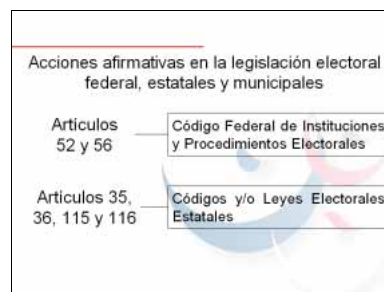 Acciones afirmativas en la legislación electoral
federal, estatales y municipales
Artículos
52 y 56
Código Federal de Instituciones
y Procedimientos Electorales
Artículos 35,
36, 115 y 116
Códigos y/o Leyes Electorales
Estatales